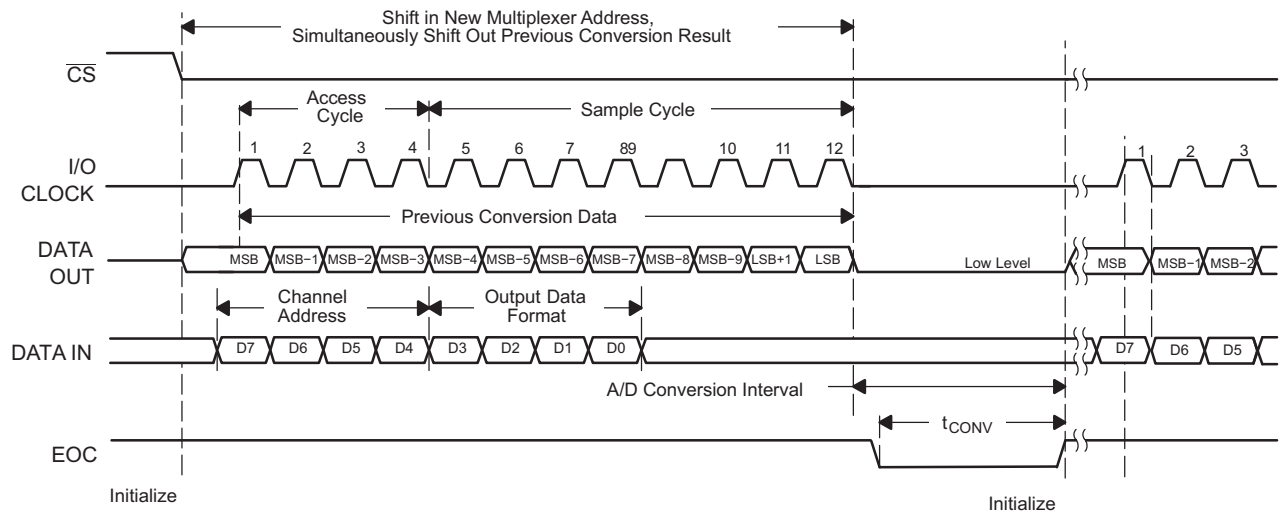 Shift in New Multiplexer Address,
Simultaneously Shift Out Previous Conversion Result
CS
Access
Cycle
Sample Cycle
I/O
CLOCK
1 2 3 4 5 6 7 89 10 11 12 1 2 3
Previous Conversion Data
DATA
OUT
MSB MSB−1 MSB−2 MSB−3 MSB−4 MSB−5 MSB−6 MSB−7 MSB−8 MSB−9 LSB+1 LSB Low Level MSB MSB−1 MSB−2
Channel
Address
Output Data
Format
DATA IN
D7 D6 D5 D4 D3 D2 D1 D0 D7 D6 D5
A/D Conversion Interval
tCONV
EOC
Initialize Initialize